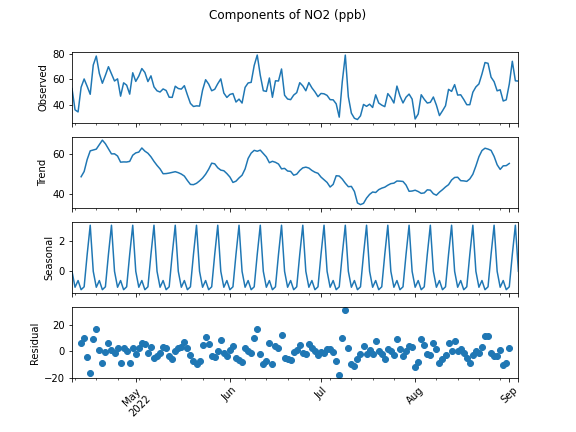 Components of NO2 (ppb)
80
60
40
Observed
60
40
Trend
2
0
Seasonal
20
0
−20
Residual
May
2022
Jun
Jul
Aug
Sep